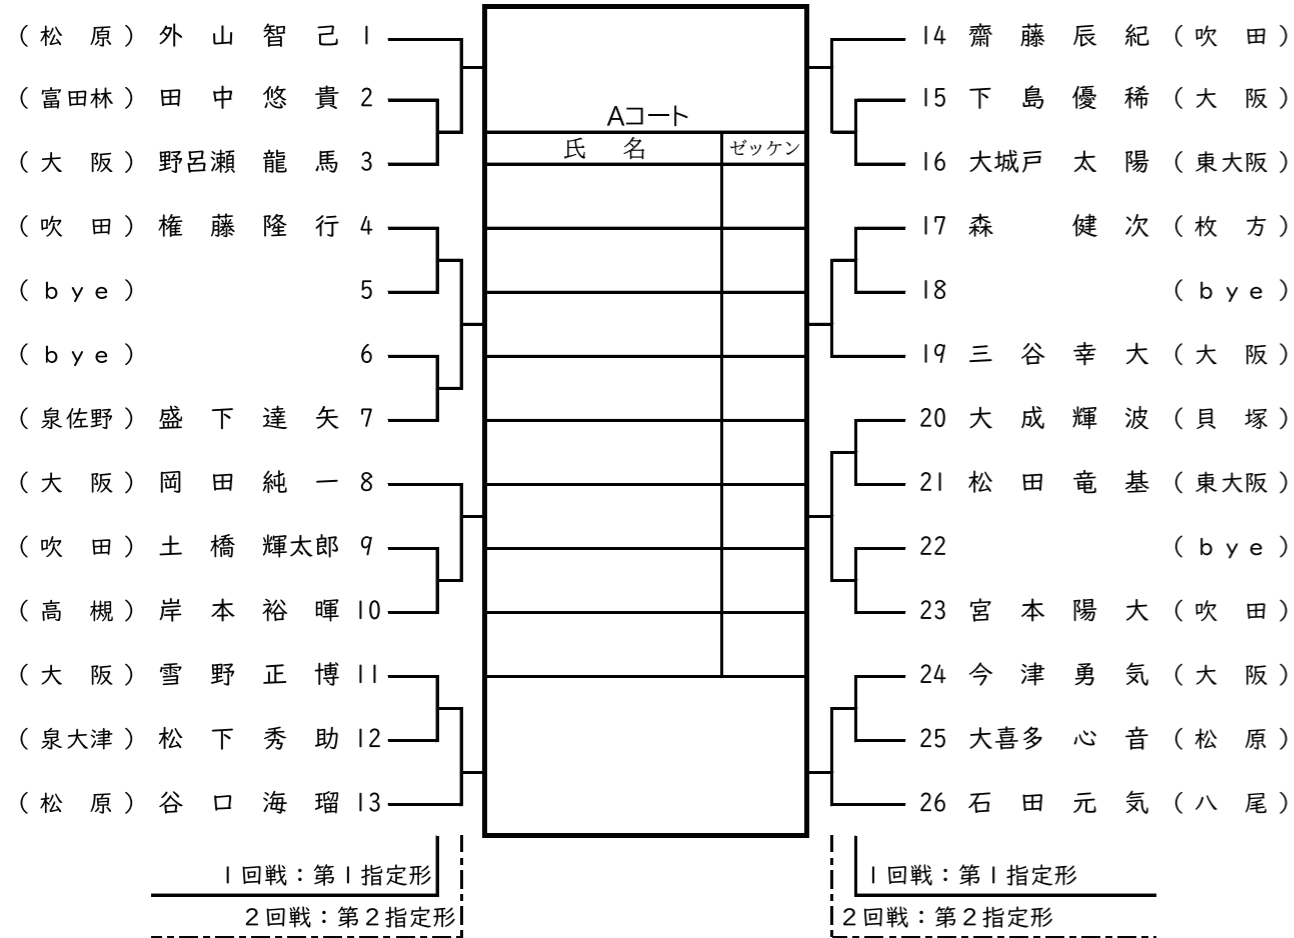 (松 原) 外 山 智 己 1
(富田林) 田 中 悠 貴 2
(大 阪) 野呂瀬 龍 馬 3
(吹 田) 権 藤 隆 行 4
(bye) 5
(bye) 6
(泉佐野) 盛 下 達 矢 7
(大 阪) 岡 田 純 一 8
(吹 田) 土 橋 輝太郎 9
(高 槻) 岸 本 裕 暉 10
(大 阪) 雪 野 正 博 11
(泉大津) 松 下 秀 助 12
(松 原) 谷 口 海 瑠 13
1回戦：第1指定形
2回戦：第2指定形
Aコート
氏 名 ゼッケン
14 齋 藤 辰 紀 (吹 田)
15 下 島 優 稀 (大 阪)
16 大城戸 太 陽 (東大阪)
17 森 健 次 (枚 方)
18 (bye)
19 三 谷 幸 大 (大 阪)
20 大 成 輝 波 (貝 塚)
21 松 田 竜 基 (東大阪)
22 (bye)
23 宮 本 陽 大 (吹 田)
24 今 津 勇 気 (大 阪)
25 大喜多 心 音 (松 原)
26 石 田 元 気 (八 尾)
1回戦：第1指定形
2回戦：第2指定形